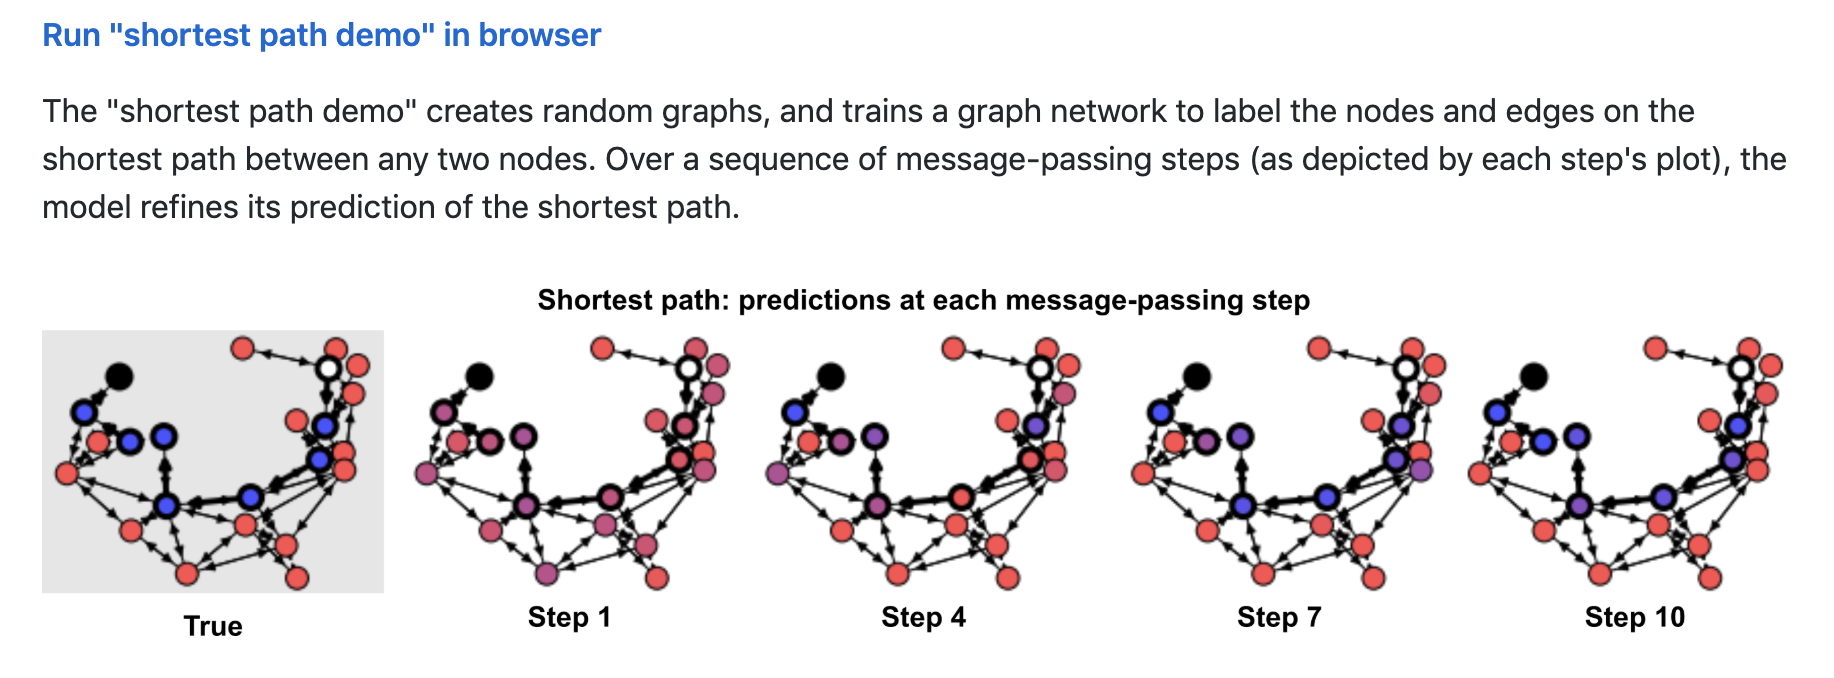 Run "shortest path demo" in browser
The "shortest path demo" creates random graphs, and trains a graph network to label the nodes and edges on the
shortest path between any two nodes. Over a sequence of message-passing steps (as depicted by each step's plot), the
model refines its prediction of the shortest path.
Shortest path: predictions at each message-passing step
True
Step 1
Step 4
Step 7
Step 10